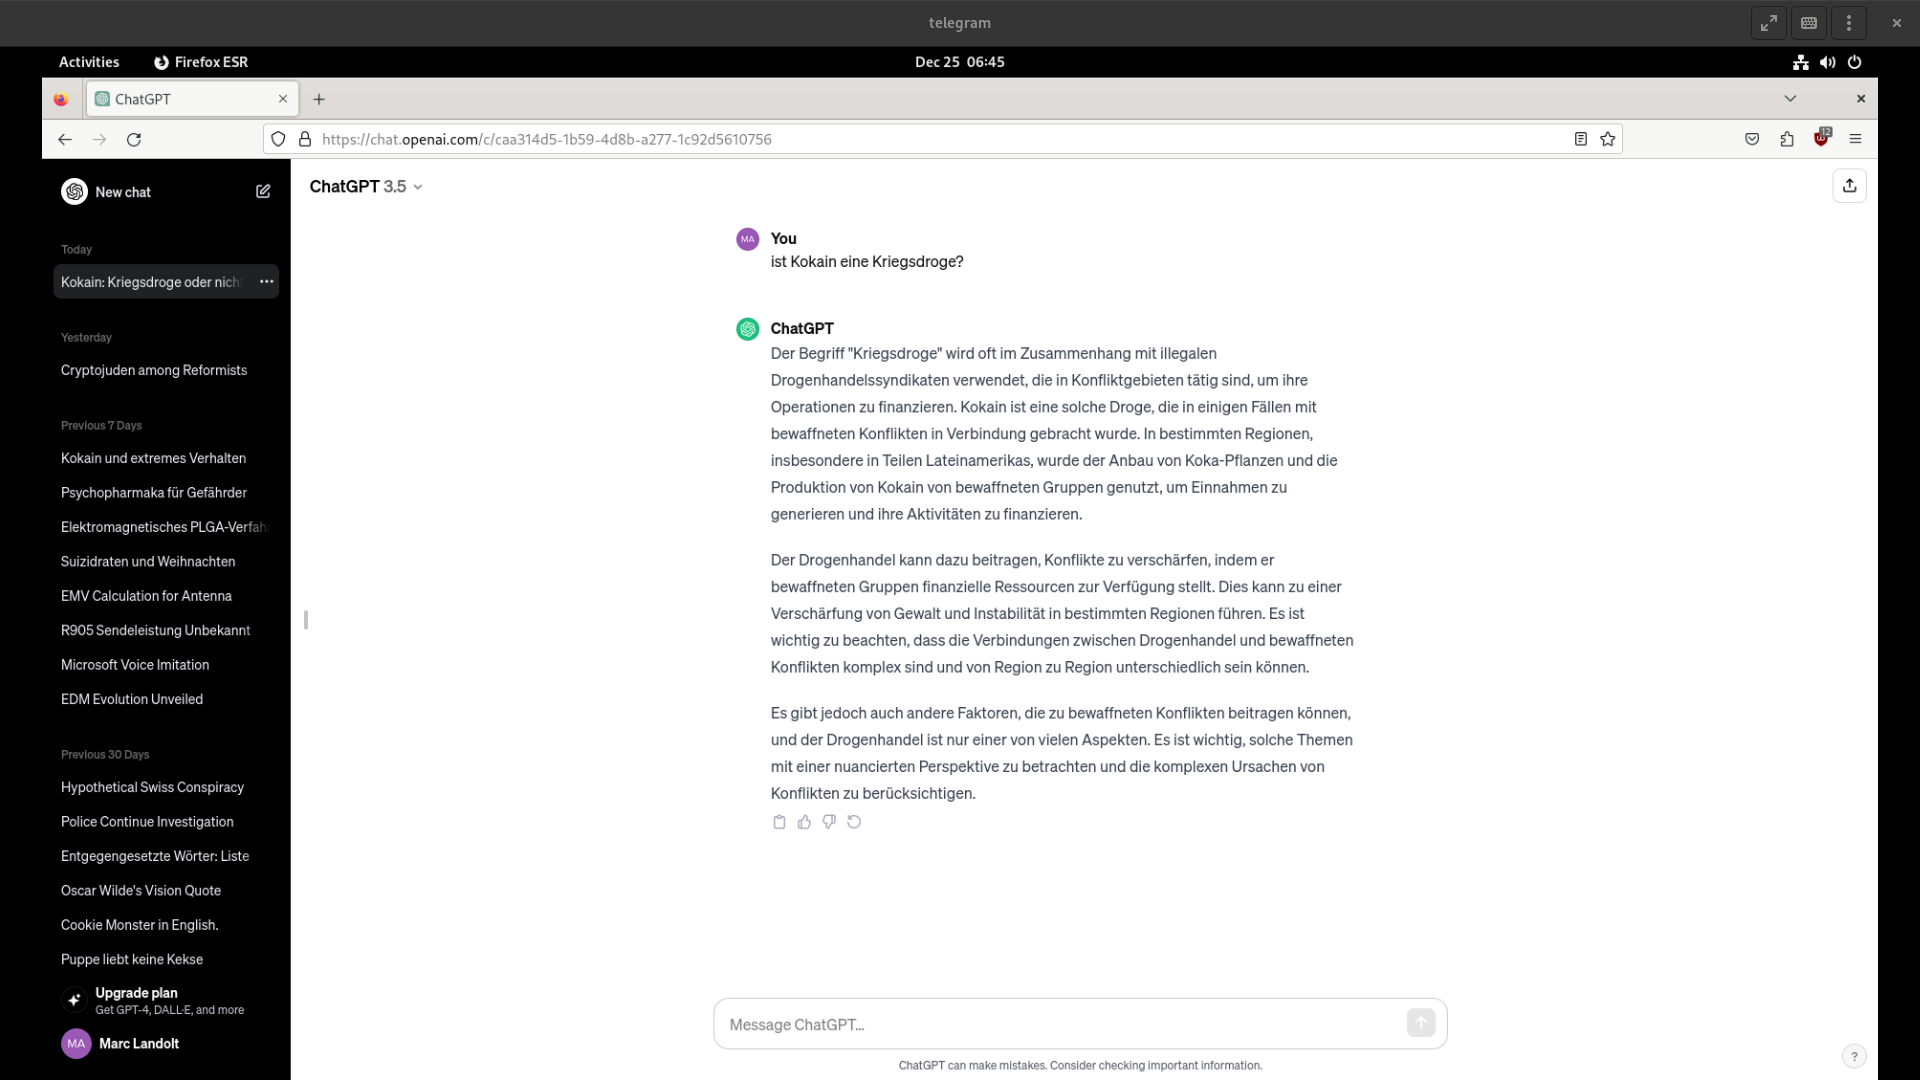 telegram
Activities
Firefox ESR
Dec 25 06:45
ChatGPT
https://chat.openai.com/c/caa314d5-1b59-4d8b-a277-1c92d5610756
12
New chat
Today
Kokain: Kriegsdroge oder nich
Yesterday
Cryptojuden among Reformists
Previous 7 Days
Kokain und extremes Verhalten
Psychopharmaka für Gefährder
Elektromagnetisches PLGA-Verfah
Suizidraten und Weihnachten
EMV Calculation for Antenna
R905 Sendeleistung Unbekannt
Microsoft Voice Imitation
EDM Evolution Unveiled
Previous 30 Days
Hypothetical Swiss Conspiracy
Police Continue Investigation
Entgegengesetzte Wörter: Liste
Oscar Wilde's Vision Quote
Cookie Monster in English.
Puppe liebt keine Kekse
Upgrade plan
Get GPT-4, DALL·E, and more
MA
Marc Landolt
ChatGPT 3.5
MA
You
ist Kokain eine Kriegsdroge?
ChatGPT
Der Begriff "Kriegsdroge" wird oft im Zusammenhang mit illegalen
Drogenhandelssyndikaten verwendet, die in Konfliktgebieten tätig sind, um ihre
Operationen zu finanzieren. Kokain ist eine solche Droge, die in einigen Fällen mit
bewaffneten Konflikten in Verbindung gebracht wurde. In bestimmten Regionen,
insbesondere in Teilen Lateinamerikas, wurde der Anbau von Koka-Pflanzen und die
Produktion von Kokain von bewaffneten Gruppen genutzt, um Einnahmen zu
generieren und ihre Aktivitäten zu finanzieren.
Der Drogenhandel kann dazu beitragen, Konflikte zu verschärfen, indem er
bewaffneten Gruppen finanzielle Ressourcen zur Verfügung stellt. Dies kann zu einer
Verschärfung von Gewalt und Instabilität in bestimmten Regionen führen. Es ist
wichtig zu beachten, dass die Verbindungen zwischen Drogenhandel und bewaffneten
Konflikten komplex sind und von Region zu Region unterschiedlich sein können.
Es gibt jedoch auch andere Faktoren, die zu bewaffneten Konflikten beitragen können,
und der Drogenhandel ist nur einer von vielen Aspekten. Es ist wichtig, solche Themen
mit einer nuancierten Perspektive zu betrachten und die komplexen Ursachen von
Konflikten zu berücksichtigen.
Message ChatGPT...
ChatGPT can make mistakes. Consider checking important information.
?